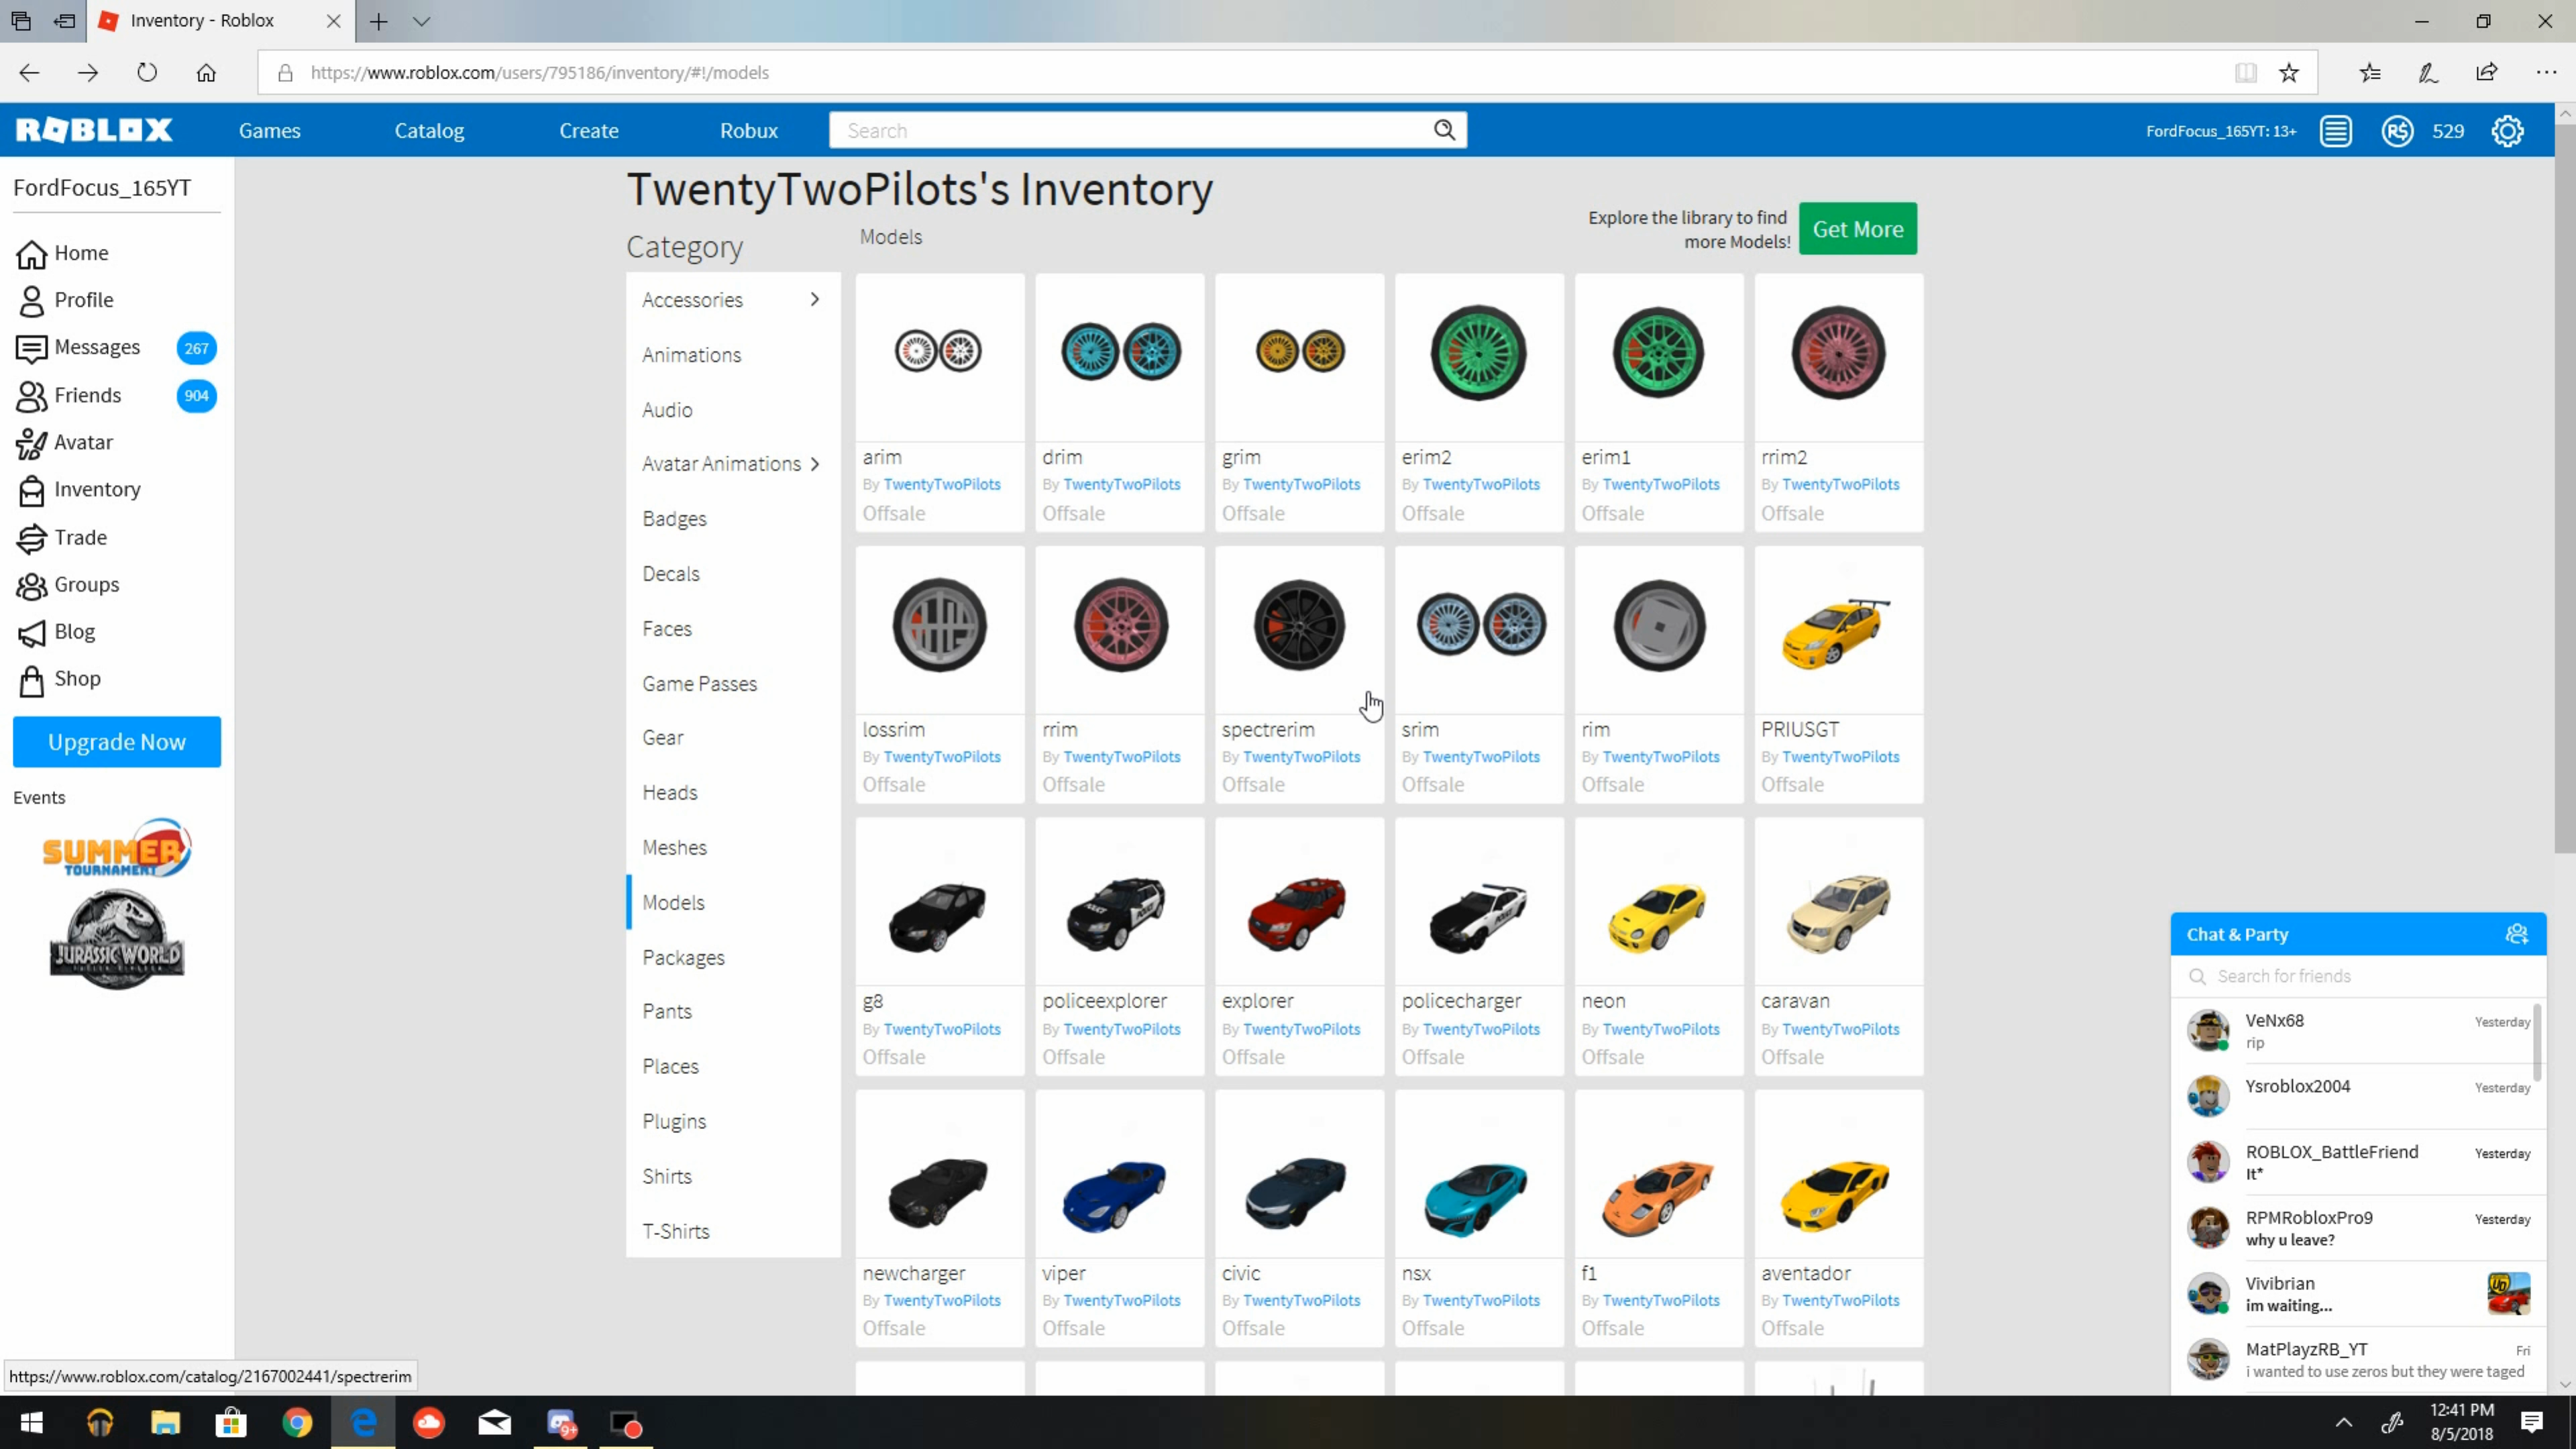 Inventory - Roblox
https://www.roblox.com/users/795186/inventory/#!/models
ROBLOX
Games
Catalog
Create
Robux
Search
FordFocus_165YT: 13+
529
FordFocus_165YT
Home
Profile
Messages
267
Friends
904
Avatar
Inventory
Trade
Groups
Blog
Shop
Upgrade Now
Events
SUMMER
TOURNAMENT
JURASSIC WORLD
TwentyTwoPilots's Inventory
Category
Models
Explore the library to find
more Models!
Get More
Accessories
Animations
Audio
Avatar Animations
Badges
Decals
Faces
Game Passes
Gear
Heads
Meshes
Models
Packages
Pants
Places
Plugins
Shirts
T-Shirts
arim
By TwentyTwoPilots
Offsale
drim
By TwentyTwoPilots
Offsale
grim
By TwentyTwoPilots
Offsale
erim2
By TwentyTwoPilots
Offsale
erim1
By TwentyTwoPilots
Offsale
rrim2
By TwentyTwoPilots
Offsale
lossrim
By TwentyTwoPilots
Offsale
rrim
By TwentyTwoPilots
Offsale
spectrerim
By TwentyTwoPilots
Offsale
srim
By TwentyTwoPilots
Offsale
rim
By TwentyTwoPilots
Offsale
PRIUSGT
By TwentyTwoPilots
Offsale
g8
By TwentyTwoPilots
Offsale
POLICE
policeexplorer
By TwentyTwoPilots
Offsale
explorer
By TwentyTwoPilots
Offsale
POLICE
policecharger
By TwentyTwoPilots
Offsale
neon
By TwentyTwoPilots
Offsale
caravan
By TwentyTwoPilots
Offsale
newcharger
By TwentyTwoPilots
Offsale
viper
By TwentyTwoPilots
Offsale
civic
By TwentyTwoPilots
Offsale
nsx
By TwentyTwoPilots
Offsale
f1
By TwentyTwoPilots
Offsale
aventador
By TwentyTwoPilots
Offsale
Chat & Party
Search for friends
VeNx68
Yesterday
rip
Ysroblox2004
Yesterday
ROBLOX_BattleFriend
Yesterday
It*
RPMRobloxPro9
Yesterday
why u leave?
Vivibrian
im waiting...
MatPlayzRB_YT
Fri
i wanted to use zeros but they were taged
https://www.roblox.com/catalog/2167002441/spectrerim
9+
12:41 PM
8/5/2018